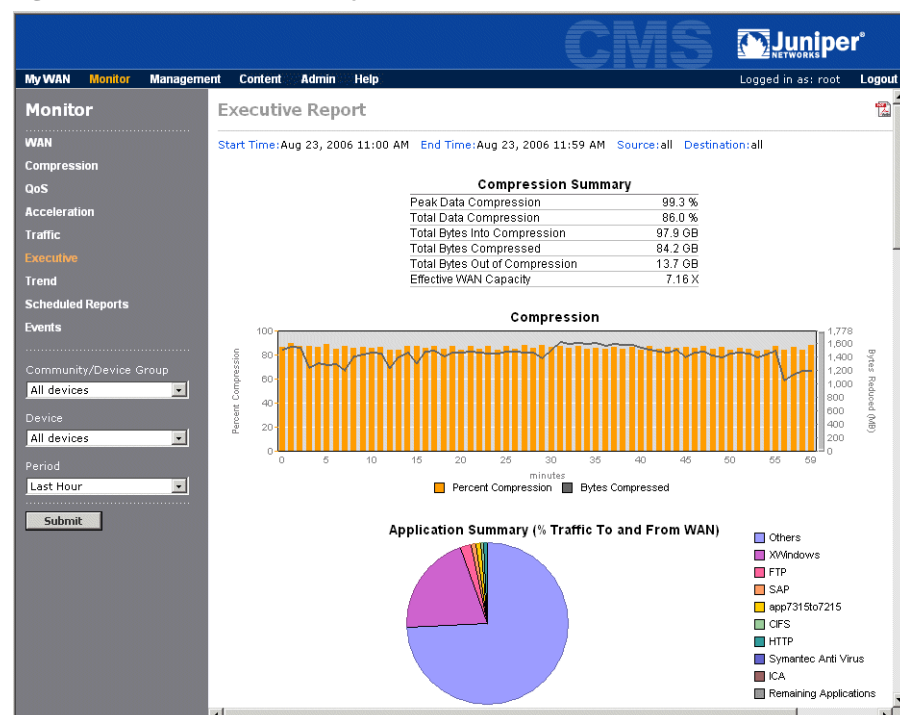 CMS
Juniper®
NETWORKS
My WAN Monitor Management Content Admin Help Logged in as: root Logout
Monitor
WAN
Compression
QoS
Acceleration
Traffic
Executive
Trend
Scheduled Reports
Events
Community/Device Group
All devices
Device
All devices
Period
Last Hour
Submit
Executive Report
Start Time:Aug 23, 2006 11:00 AM End Time:Aug 23, 2006 11:59 AM Source:all Destination:all
Compression Summary
Peak Data Compression 99.3 %
Total Data Compression 86.0 %
Total Bytes Into Compression 97.9 GB
Total Bytes Compressed 84.2 GB
Total Bytes Out of Compression 13.7 GB
Effective WAN Capacity 7.16 X
Compression
Percent Compression
100
80
60
40
20
0
1,778
1,600
1,400
1,200
1,000
800
600
400
200
0
Bytes Reduced (MB)
0 5 10 15 20 25 30 35 40 45 50 55 59
minutes
Percent Compression Bytes Compressed
Application Summary (% Traffic To and From WAN)
Others
XWindows
FTP
SAP
app7315to7215
CIFS
HTTP
Symantec Anti Virus
ICA
Remaining Applications